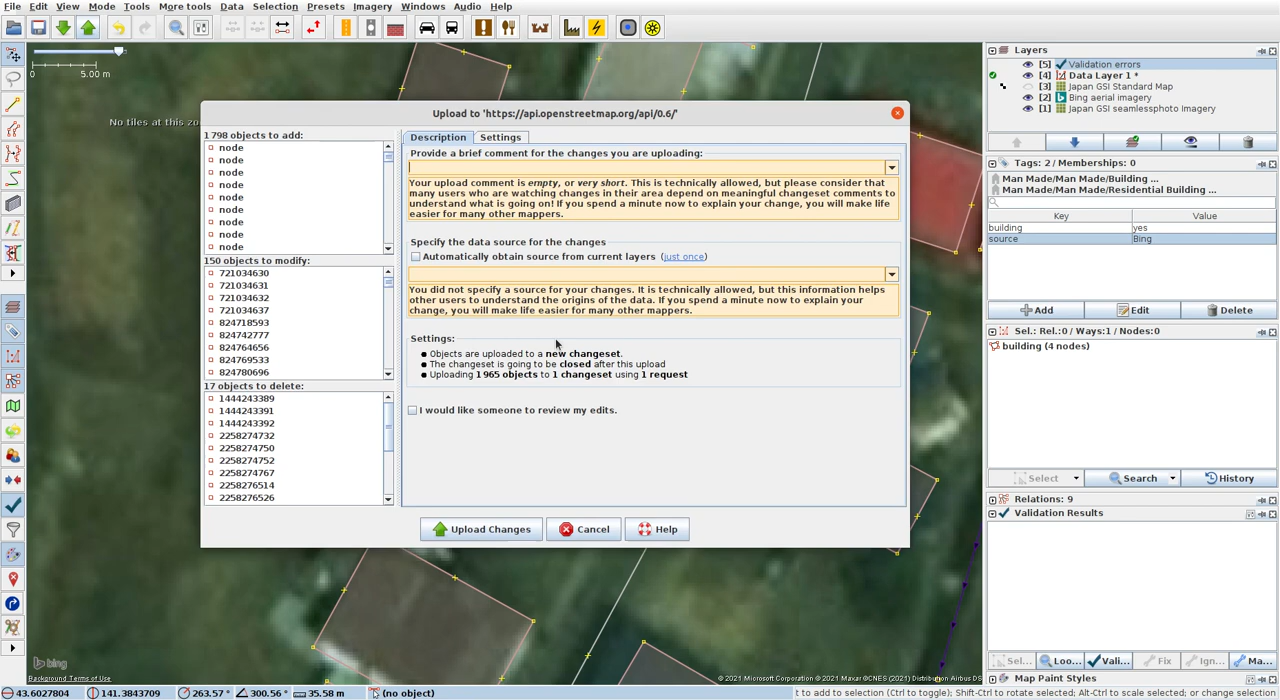 File Edit View Mode Tools More tools Data Selection Presets Imagery Windows Audio Help
0 5.00 m
No tiles at this zo
Upload to 'https://api.openstreetmap.org/api/0.6/'
1 798 objects to add:
node
node
node
node
node
node
node
node
node
150 objects to modify:
721034630
721034631
721034632
721034637
824718593
824742777
824764656
824769533
824780696
17 objects to delete:
1444243389
1444243391
1444243392
2258274732
2258274750
2258274752
2258274767
2258276514
2258276526
Description Settings
Provide a brief comment for the changes you are uploading:
Your upload comment is empty, or very short. This is technically allowed, but please consider that
many users who are watching changes in their area depend on meaningful changeset comments to
understand what is going on! If you spend a minute now to explain your change, you will make life
easier for many other mappers.
Specify the data source for the changes
Automatically obtain source from current layers (just once)
You did not specify a source for your changes. It is technically allowed, but this information helps
other users to understand the origins of the data. If you spend a minute now to explain your
change, you will make life easier for many other mappers.
Settings:
Objects are uploaded to a new changeset.
The changeset is going to be closed after this upload
Uploading 1 965 objects to 1 changeset using 1 request
I would like someone to review my edits.
Upload Changes Cancel Help
Layers
[5] Validation errors
[4] Data Layer 1 *
[3] Japan GSI Standard Map
[2] Bing aerial imagery
[1] Japan GSI seamlessphoto Imagery
Tags: 2 / Memberships: 0
Man Made/Man Made/Building ...
Man Made/Man Made/Residential Building ...
Key Value
building yes
source Bing
Add Edit Delete
Sel.: Rel.:0 / Ways:1 / Nodes:0
building (4 nodes)
Select Search History
Relations: 9
Validation Results
Sel... Loo... Vali... Fix Ign... Ma...
Map Paint Styles
bing
Background Terms of Use
© 2021 Microsoft Corporation © 2021 Maxar ©CNES (2021) Distribution Airbus DS
43.6027804 141.3843709 263.57° 300.56° 35.58 m (no object) t to add to selection (Ctrl to toggle); Shift-Ctrl to rotate selected; Alt-Ctrl to scale selected; or change selection